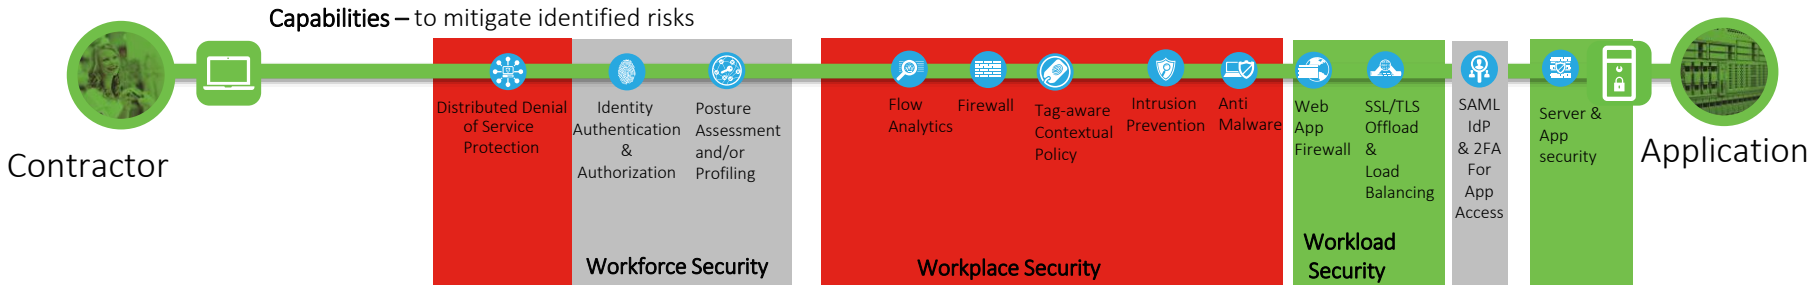 Capabilities – to mitigate identified risks
Contractor
Distributed Denial
of Service
Protection
Identity
Authentication
&
Authorization
Posture
Assessment
and/or
Profiling
Workforce Security
Flow
Analytics
Firewall
Tag-aware
Contextual
Policy
Intrusion
Prevention
Anti
Malware
Workplace Security
Web
App
Firewall
SSL/TLS
Offload
&
Load
Balancing
Workload
Security
SAML
IdP
& 2FA
For
App
Access
Server &
App
security
Application